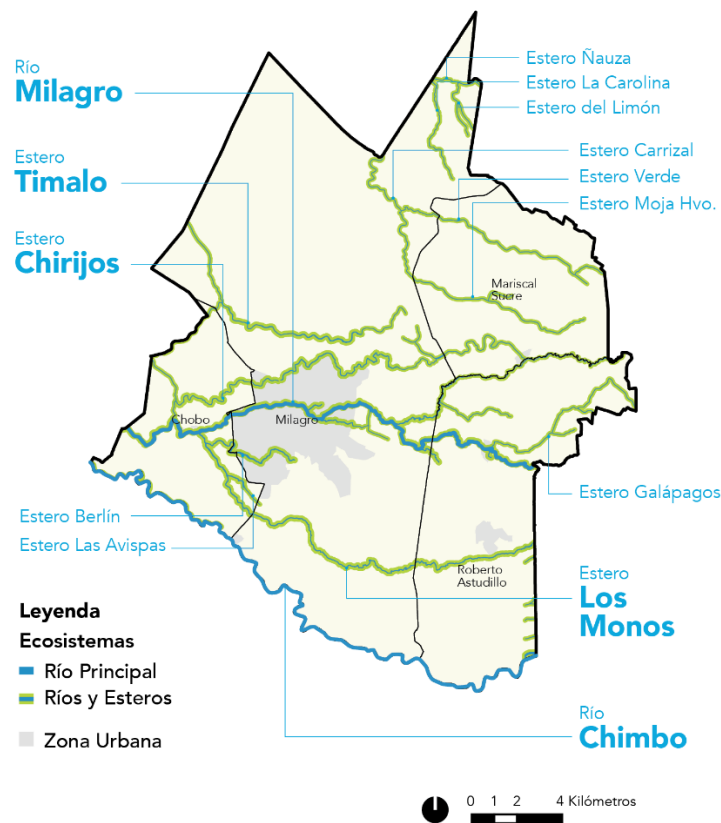 Río
Milagro
Estero
Timalo
Estero
Chirijos
Estero Ñauza
Estero La Carolina
Estero del Limón
Estero Carrizal
Estero Verde
Estero Moja Hvo.
Mariscal
Sucre
Chobo
Milagro
Estero Galápagos
Estero Berlín
Estero Las Avispas
Roberto
Astudillo
Estero
Los
Monos
Río
Chimbo
Leyenda
Ecosistemas
Río Principal
Ríos y Esteros
Zona Urbana
0 1 2 4 Kilómetros